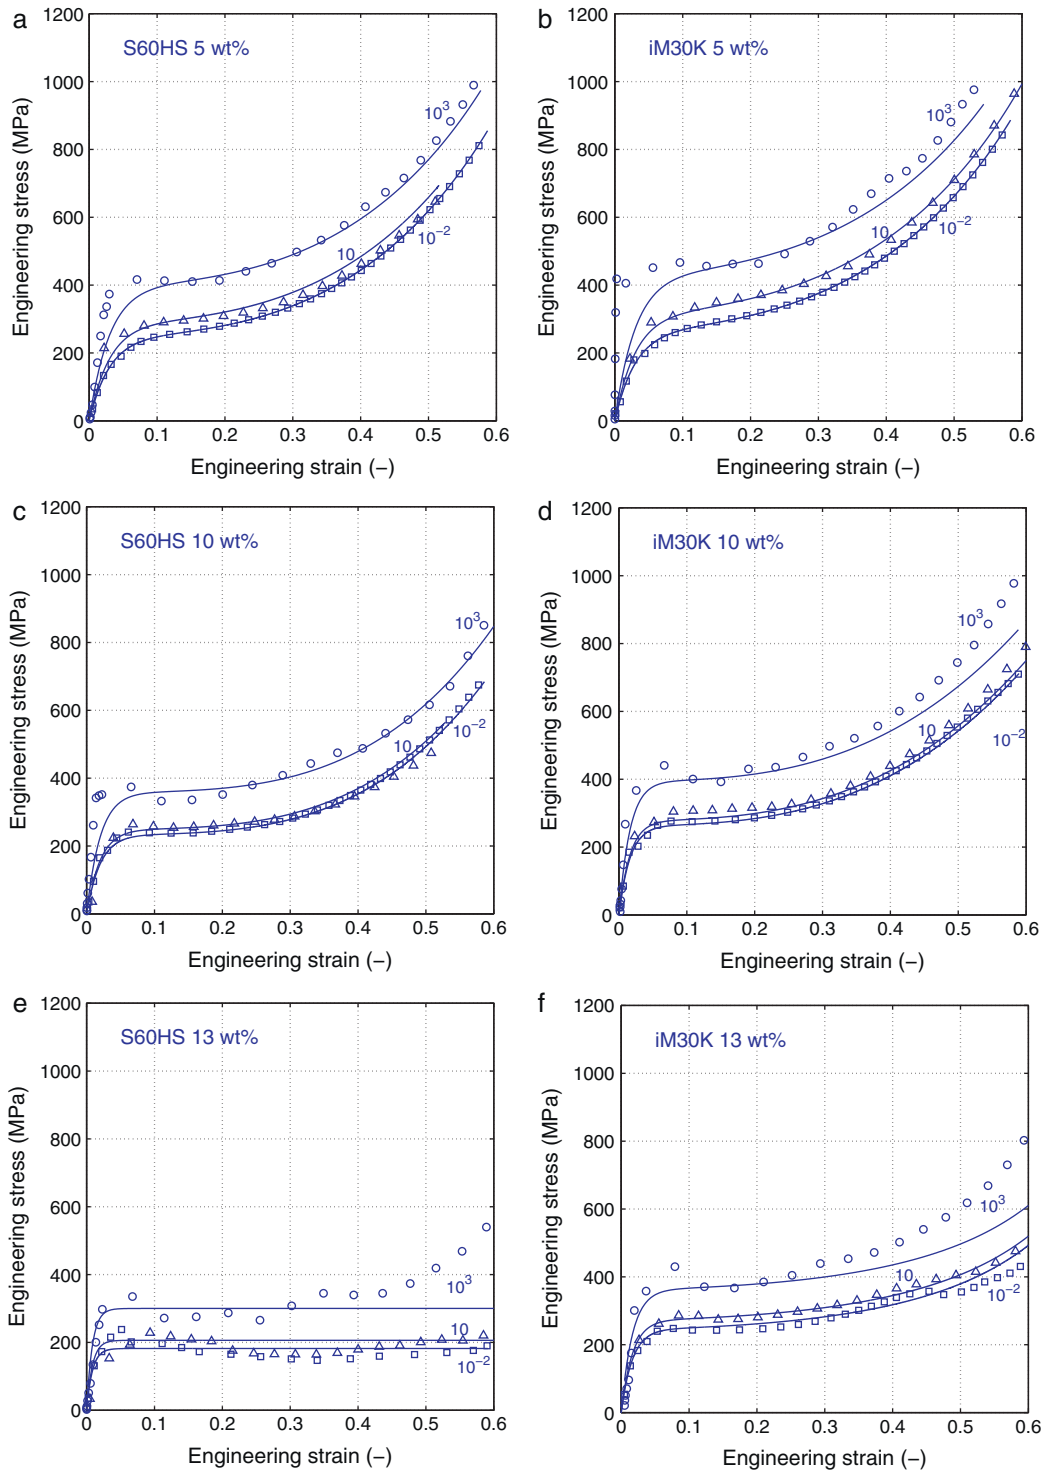 a
S60HS 5 wt%
Engineering stress (MPa)
1200
1000
800
600
400
200
0
10³
10
10⁻²
0 0.1 0.2 0.3 0.4 0.5 0.6
Engineering strain (−)
b
iM30K 5 wt%
Engineering stress (MPa)
1200
1000
800
600
400
200
0
10³
10
10⁻²
0 0.1 0.2 0.3 0.4 0.5 0.6
Engineering strain (−)
c
S60HS 10 wt%
Engineering stress (MPa)
1200
1000
800
600
400
200
0
10³
10⁻²
10
0 0.1 0.2 0.3 0.4 0.5 0.6
Engineering strain (−)
d
iM30K 10 wt%
Engineering stress (MPa)
1200
1000
800
600
400
200
0
10³
10
10⁻²
0 0.1 0.2 0.3 0.4 0.5 0.6
Engineering strain (−)
e
S60HS 13 wt%
Engineering stress (MPa)
1200
1000
800
600
400
200
0
10³
10
10⁻²
0 0.1 0.2 0.3 0.4 0.5 0.6
Engineering strain (−)
f
iM30K 13 wt%
Engineering stress (MPa)
1200
1000
800
600
400
200
0
10³
10
10⁻²
0 0.1 0.2 0.3 0.4 0.5 0.6
Engineering strain (−)